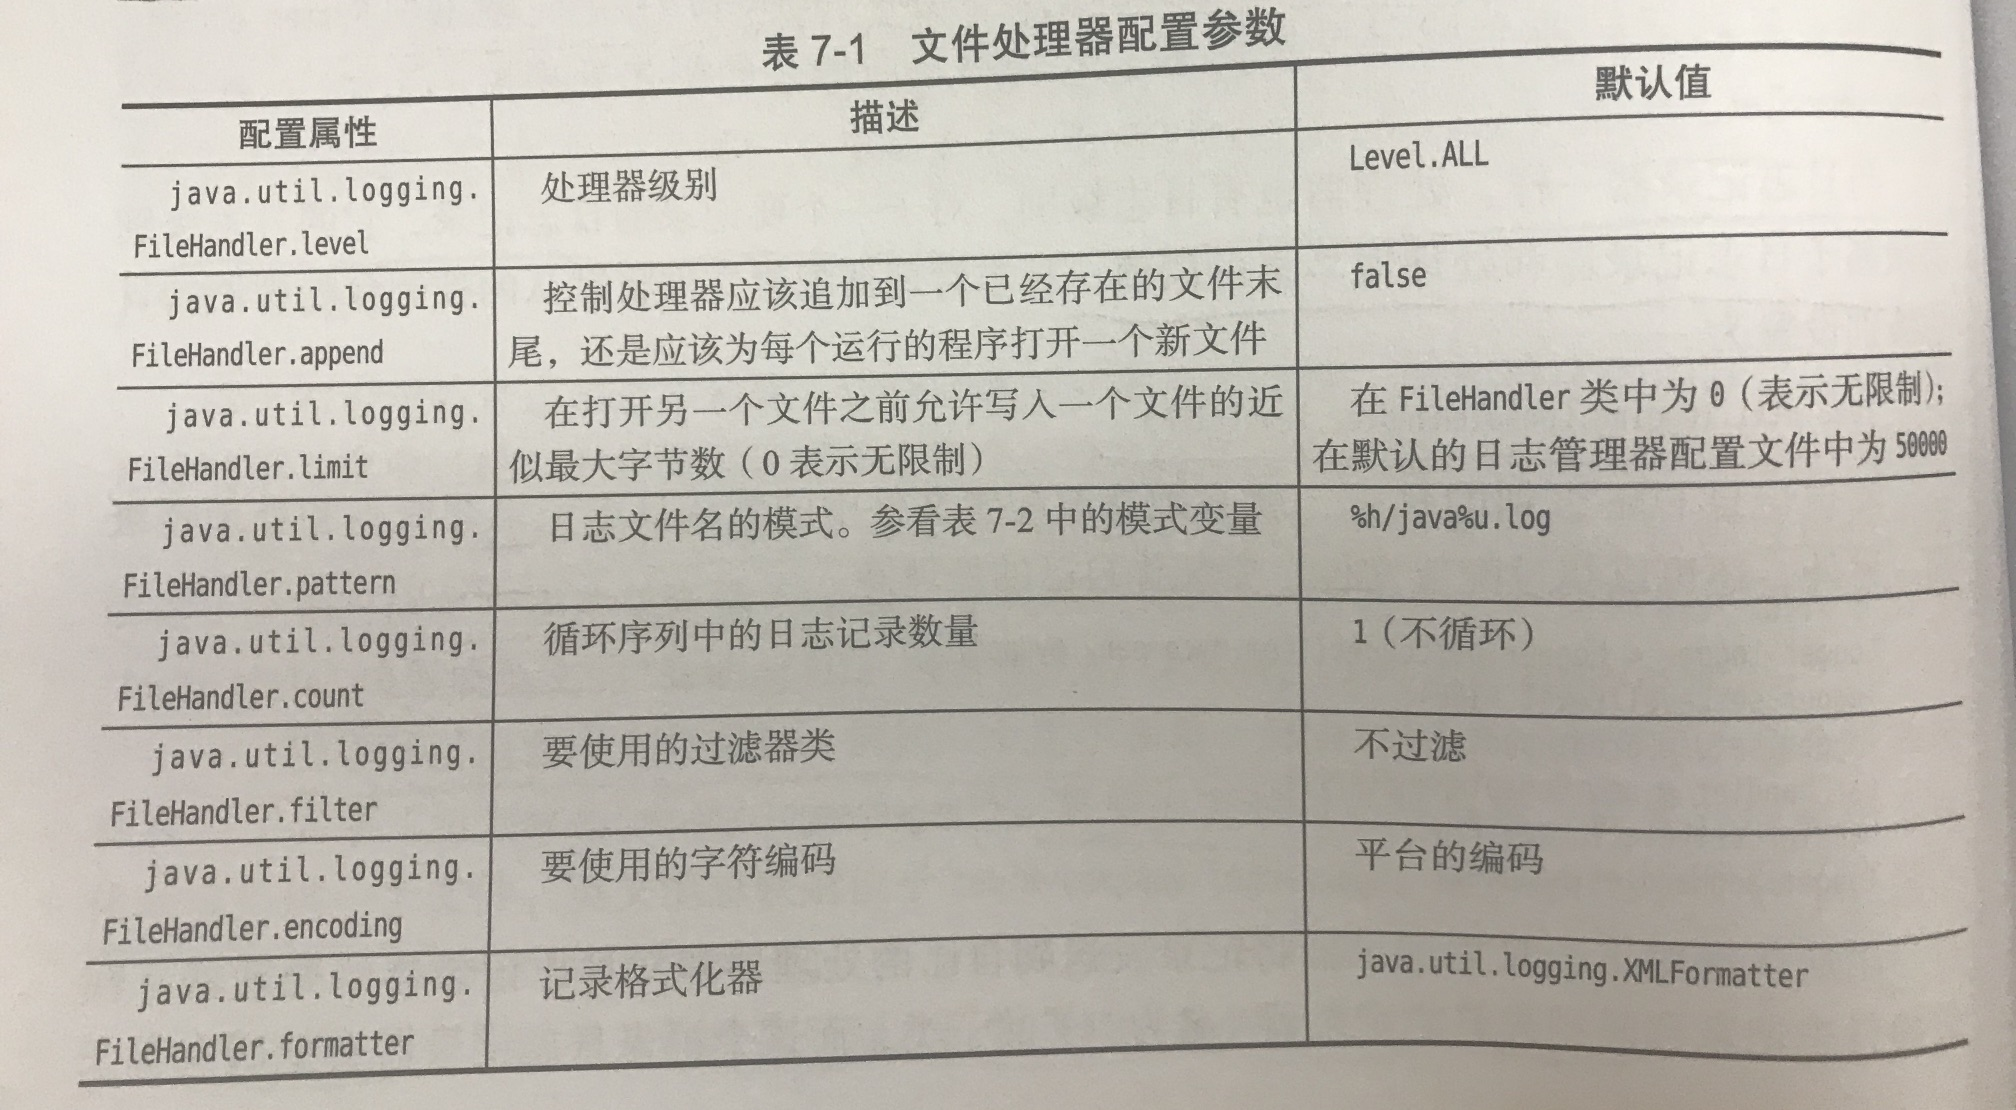 表 7-1 文件处理器配置参数
配置属性
描述
默认值
java.util.logging.
FileHandler.level
处理器级别
Level.ALL
java.util.logging.
FileHandler.append
控制处理器应该追加到一个已经存在的文件末
尾，还是应该为每个运行的程序打开一个新文件
false
java.util.logging.
FileHandler.limit
在打开另一个文件之前允许写入一个文件的近
似最大字节数（0 表示无限制）
在 FileHandler 类中为 0（表示无限制）；
在默认的日志管理器配置文件中为 50000
java.util.logging.
FileHandler.pattern
日志文件名的模式。参看表 7-2 中的模式变量
%h/java%u.log
java.util.logging.
FileHandler.count
循环序列中的日志记录数量
1（不循环）
java.util.logging.
FileHandler.filter
要使用的过滤器类
不过滤
java.util.logging.
FileHandler.encoding
要使用的字符编码
平台的编码
java.util.logging.
FileHandler.formatter
记录格式化器
java.util.logging.XMLFormatter